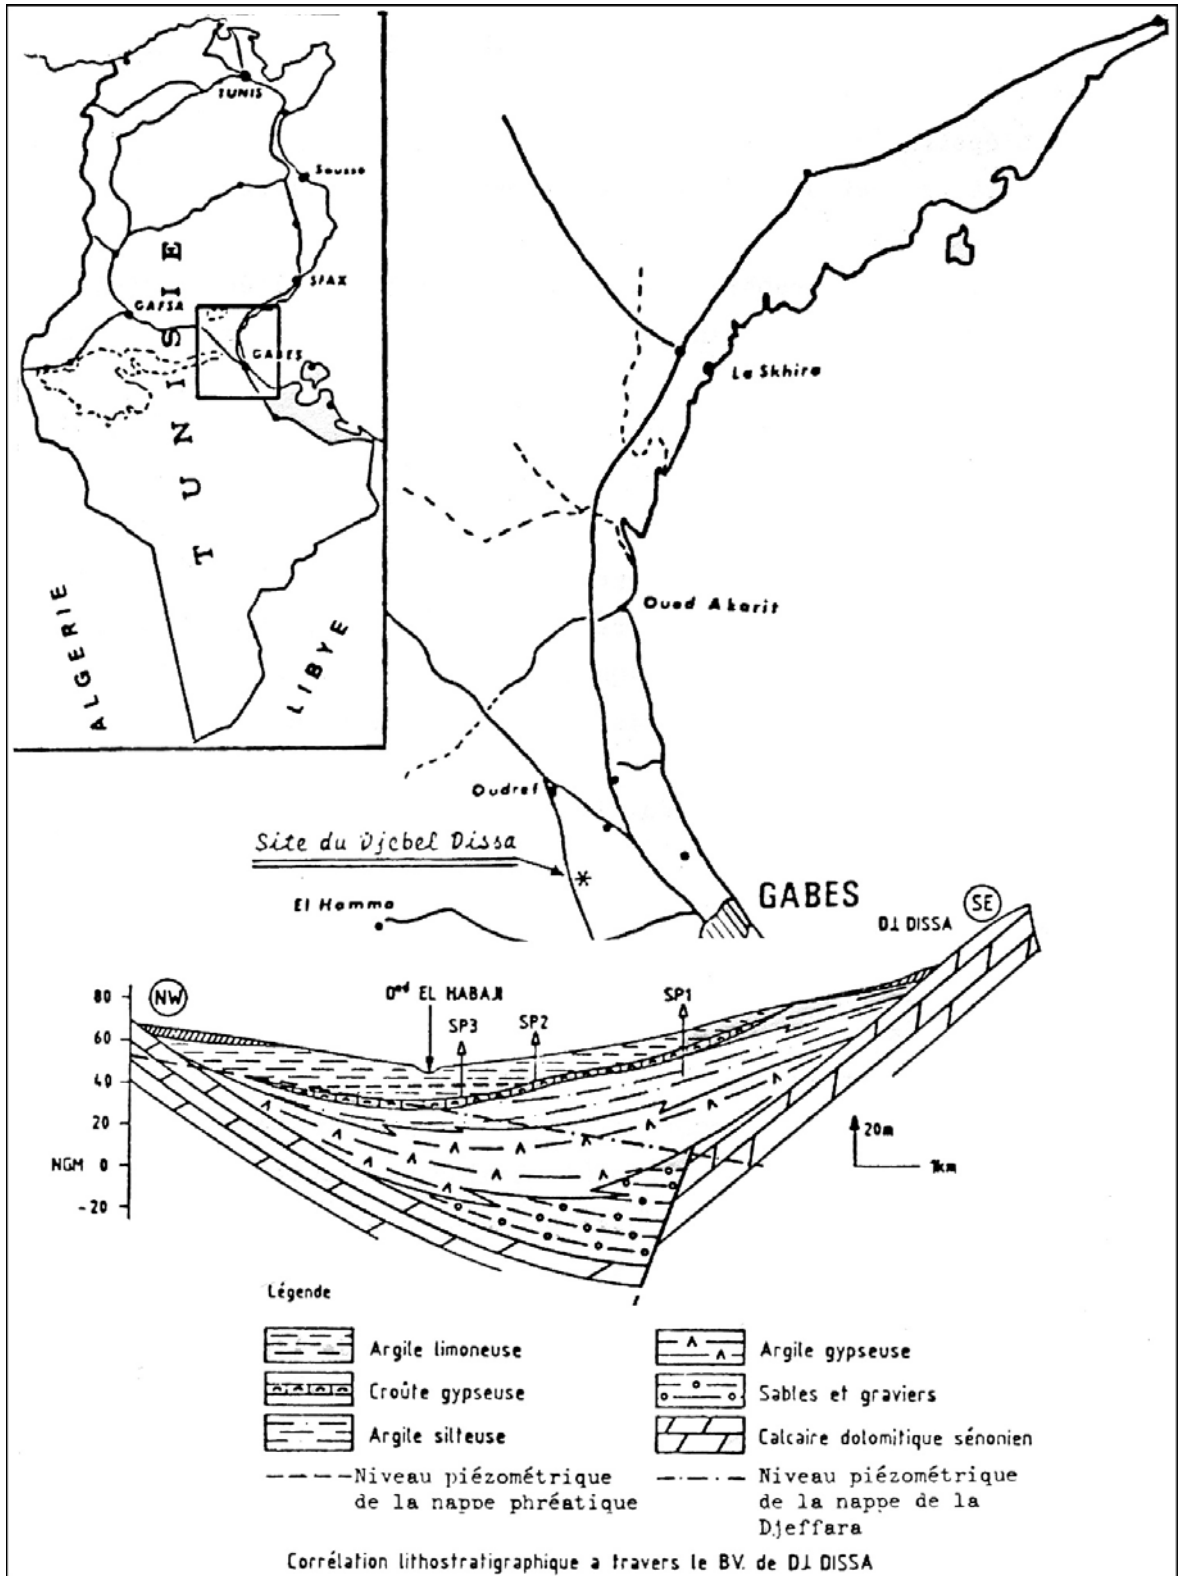 TUNIS
Sousse
SFAX
GAFSA
GABES
TUNISIE
ALGERIE
LIBYE
La Skhira
Oued Akarit
Oudref
Site du Djebel Dissa
El Hamma
GABES
DJ. DISSA
SE
NW
Oed EL HABAJI
SP3
SP2
SP1
80
60
40
20
NGM 0
-20
20m
1km
Légende
Argile limoneuse
Croûte gypseuse
Argile silteuse
Niveau piézométrique
de la nappe phréatique
Argile gypseuse
Sables et graviers
Calcaire dolomitique sénonien
Niveau piézométrique
de la nappe de la
Djeffara
Corrélation lithostratigraphique a travers le BV. de DJ. DISSA